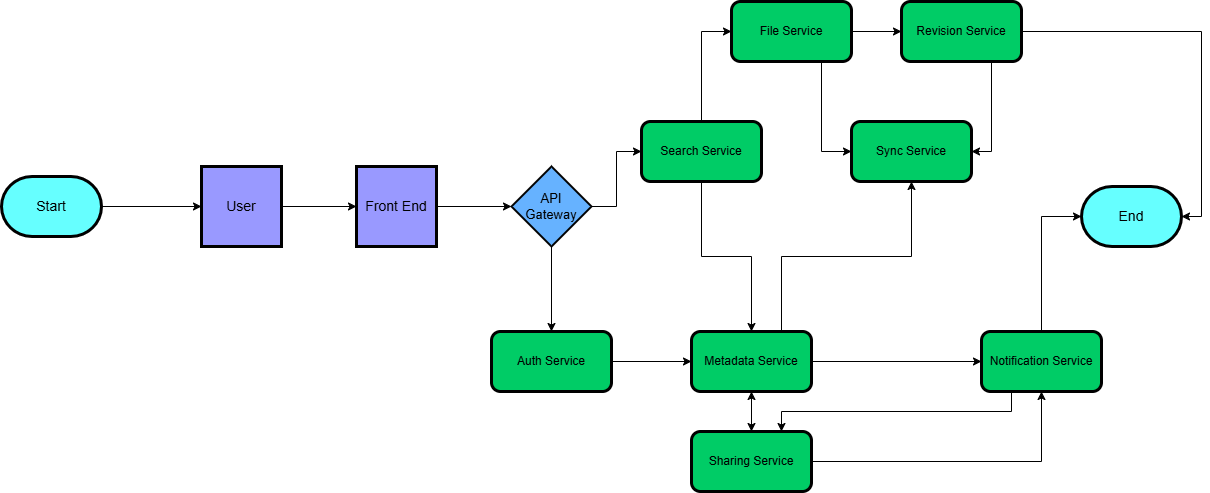 File Service
Revision Service
Search Service
Sync Service
Start
User
Front End
API
Gateway
End
Auth Service
Metadata Service
Notification Service
Sharing Service